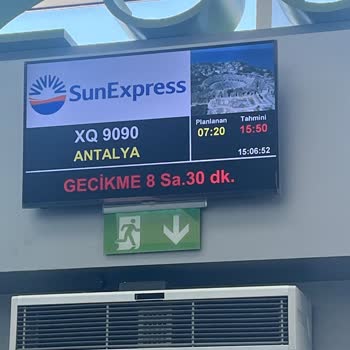 SunExpress
XQ 9090
ANTALYA
Planlanan Tahmini
07:20 15:50
15:06:52
GECİKME 8 Sa.30 dk.